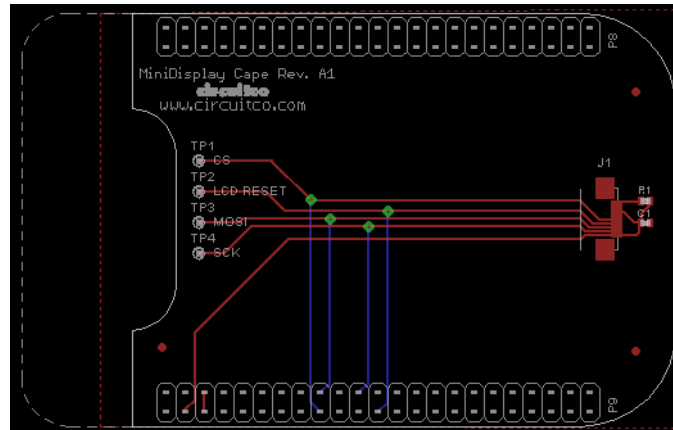 P8
MiniDisplay Cape Rev. A1
circuitco
www.circuitco.com
TP1
CS
TP2
LCD RESET
TP3
MOSI
TP4
SCK
J1
R1
C1
P9